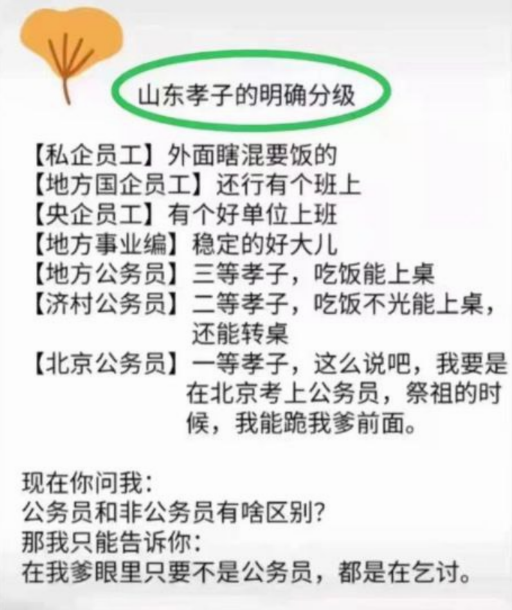 山东孝子的明确分级
【私企员工】外面瞎混要饭的
【地方国企员工】还行有个班上
【央企员工】有个好单位上班
【地方事业编】稳定的好大儿
【地方公务员】三等孝子，吃饭能上桌
【济村公务员】二等孝子，吃饭不光能上桌，
还能转桌
【北京公务员】一等孝子，这么说吧，我要是
在北京考上公务员，祭祖的时
候，我能跪我爹前面。
现在你问我：
公务员和非公务员有啥区别？
那我只能告诉你：
在我爹眼里只要不是公务员，都是在乞讨。